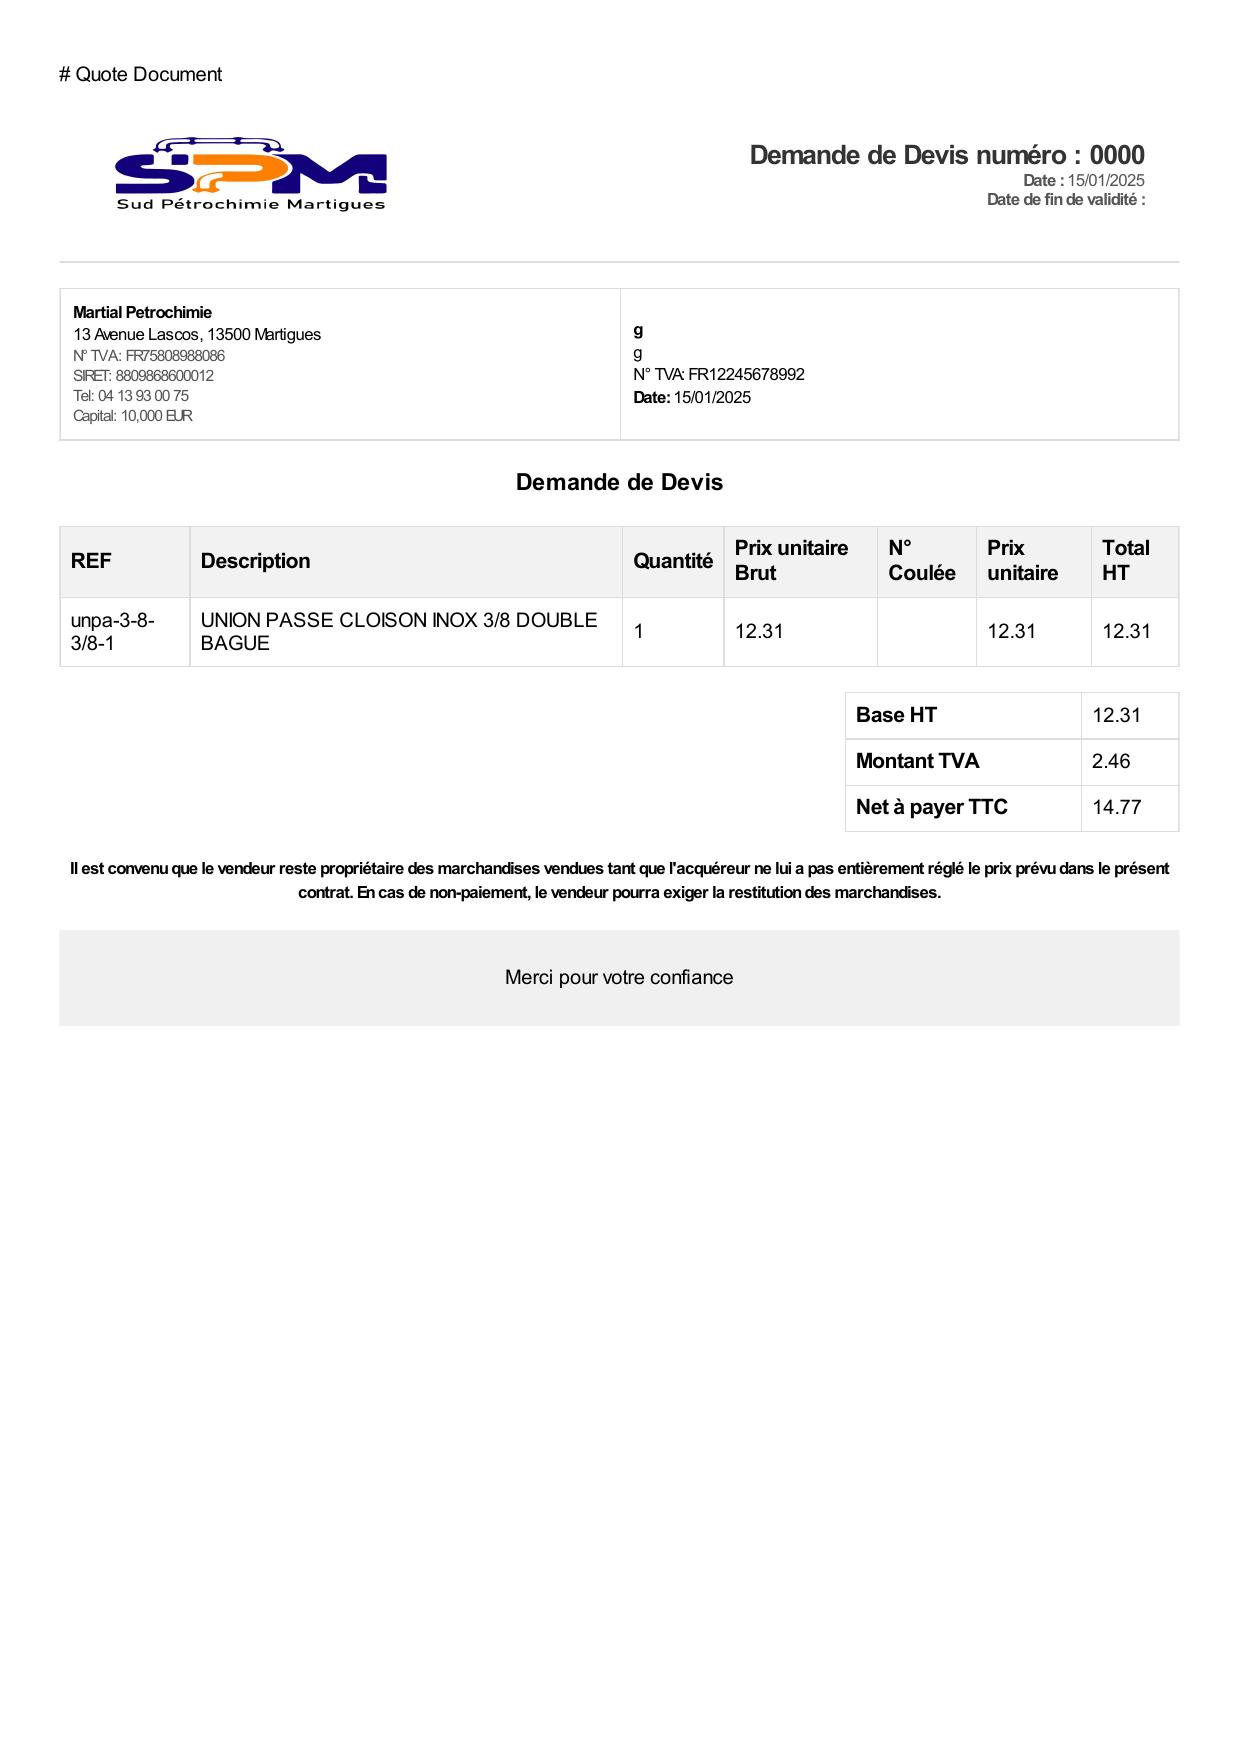 # Quote Document
SPM
Sud Pétrochimie Martigues
Demande de Devis numéro : 0000
Date : 15/01/2025
Date de fin de validité :
Martial Petrochimie
13 Avenue Lascos, 13500 Martigues
N° TVA: FR75808988086
SIRET: 8809868600012
Tel: 04 13 93 00 75
Capital: 10,000 EUR
g
g
N° TVA: FR12245678992
Date: 15/01/2025
Demande de Devis
REF Description Quantité Prix unitaire Brut N° Coulée Prix unitaire Total HT
unpa-3-8-3/8-1 UNION PASSE CLOISON INOX 3/8 DOUBLE BAGUE 1 12.31 12.31 12.31
Base HT 12.31
Montant TVA 2.46
Net à payer TTC 14.77
Il est convenu que le vendeur reste propriétaire des marchandises vendues tant que l'acquéreur ne lui a pas entièrement réglé le prix prévu dans le présent
contrat. En cas de non-paiement, le vendeur pourra exiger la restitution des marchandises.
Merci pour votre confiance